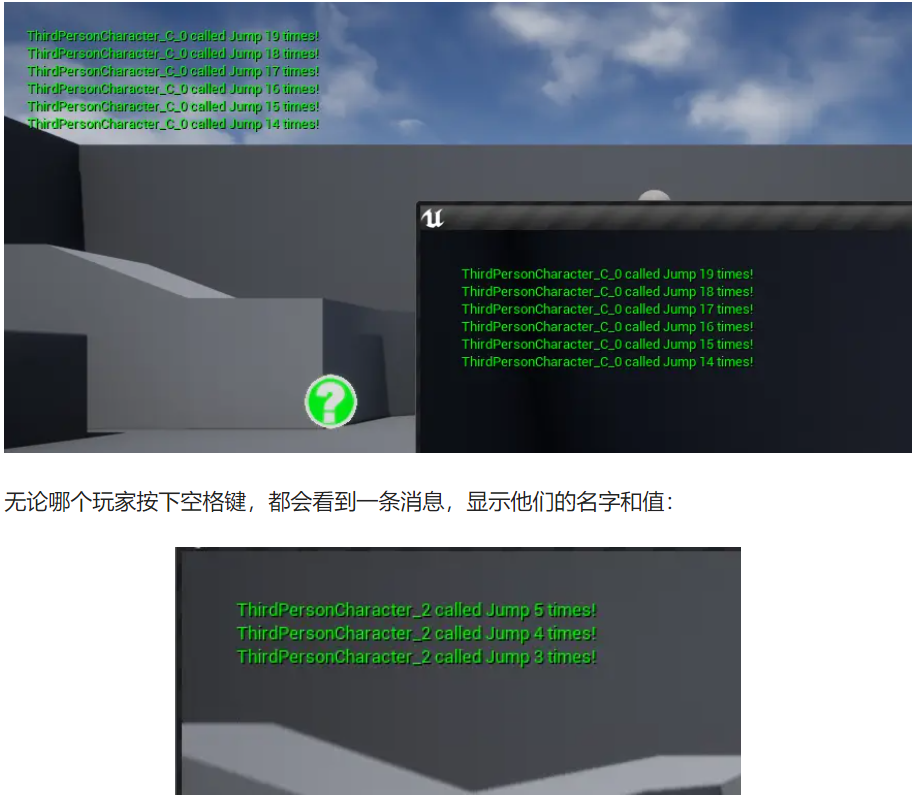 ThirdPersonCharacter_C_0 called Jump 19 times!
ThirdPersonCharacter_C_0 called Jump 18 times!
ThirdPersonCharacter_C_0 called Jump 17 times!
ThirdPersonCharacter_C_0 called Jump 16 times!
ThirdPersonCharacter_C_0 called Jump 15 times!
ThirdPersonCharacter_C_0 called Jump 14 times!
ThirdPersonCharacter_C_0 called Jump 19 times!
ThirdPersonCharacter_C_0 called Jump 18 times!
ThirdPersonCharacter_C_0 called Jump 17 times!
ThirdPersonCharacter_C_0 called Jump 16 times!
ThirdPersonCharacter_C_0 called Jump 15 times!
ThirdPersonCharacter_C_0 called Jump 14 times!
?
无论哪个玩家按下空格键，都会看到一条消息，显示他们的名字和值：
ThirdPersonCharacter_2 called Jump 5 times!
ThirdPersonCharacter_2 called Jump 4 times!
ThirdPersonCharacter_2 called Jump 3 times!